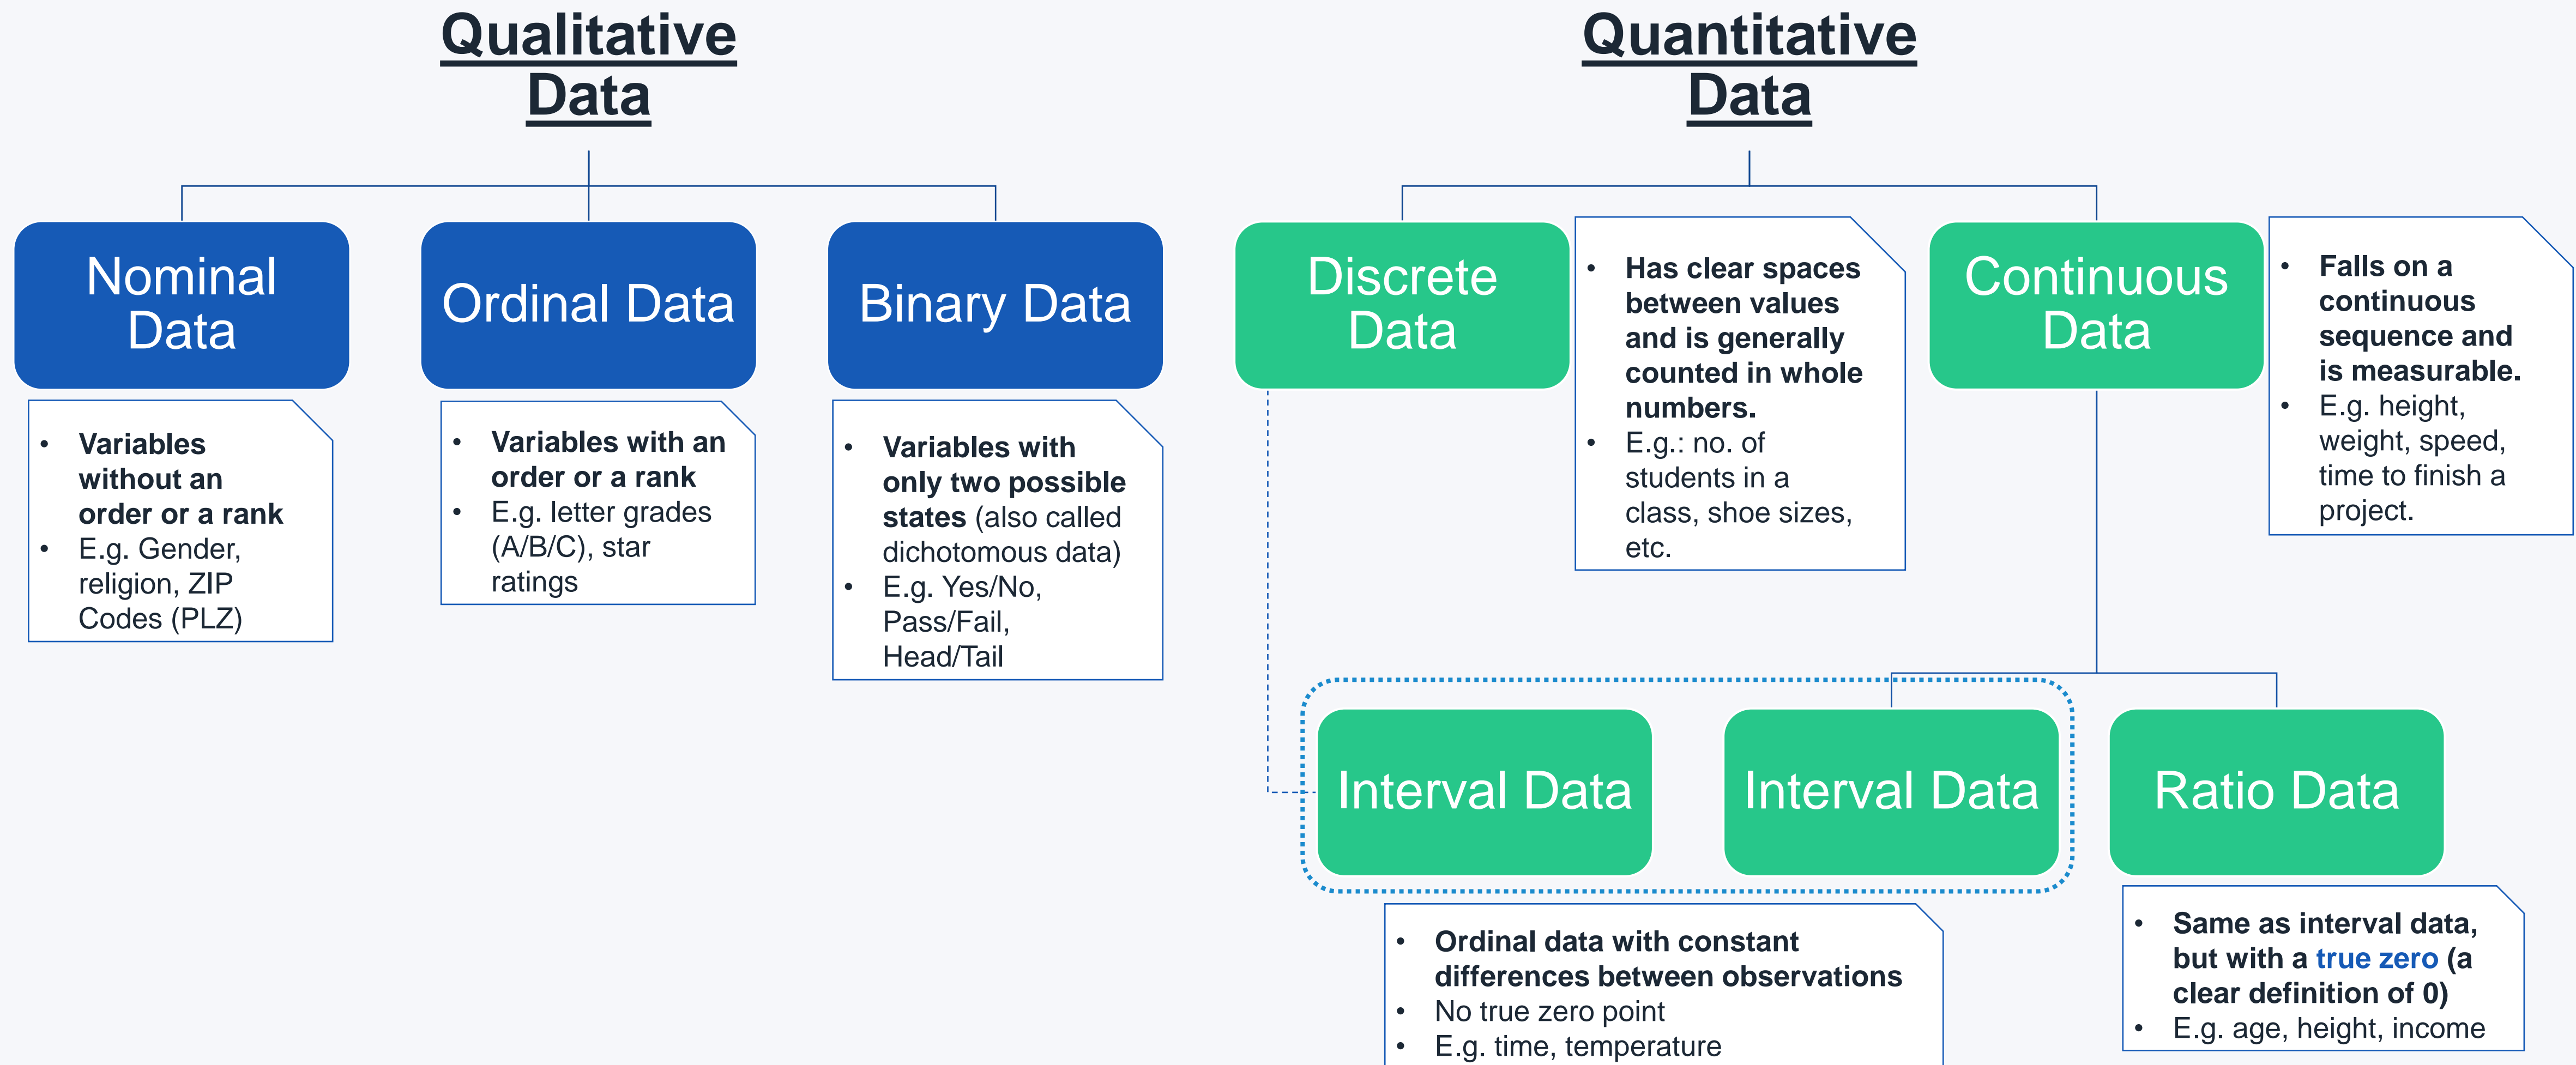 Qualitative
Data
Quantitative
Data
Nominal
Data
Ordinal Data
Binary Data
Discrete
Data
• Has clear spaces
between values
and is generally
counted in whole
numbers.
• E.g.: no. of
students in a
class, shoe sizes,
etc.
Continuous
Data
• Falls on a
continuous
sequence and
is measurable.
• E.g. height,
weight, speed,
time to finish a
project.
• Variables
without an
order or a rank
• E.g. Gender,
religion, ZIP
Codes (PLZ)
• Variables with an
order or a rank
• E.g. letter grades
(A/B/C), star
ratings
• Variables with
only two possible
states (also called
dichotomous data)
• E.g. Yes/No,
Pass/Fail,
Head/Tail
Interval Data
Interval Data
Ratio Data
• Ordinal data with constant
differences between observations
• No true zero point
• E.g. time, temperature
• Same as interval data,
but with a true zero (a
clear definition of 0)
• E.g. age, height, income